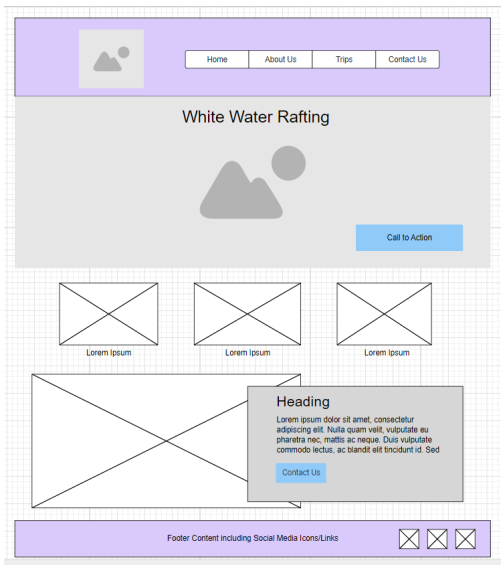 Home
About Us
Trips
Contact Us
White Water Rafting
Call to Action
Lorem Ipsum
Lorem Ipsum
Lorem Ipsum
Heading
Lorem ipsum dolor sit amet, consectetur
adipiscing elit. Nulla quam velit, vulputate eu
pharetra nec, mattis ac neque. Duis vulputate
commodo lectus, ac blandit elit tincidunt id. Sed
Contact Us
Footer Content including Social Media Icons/Links